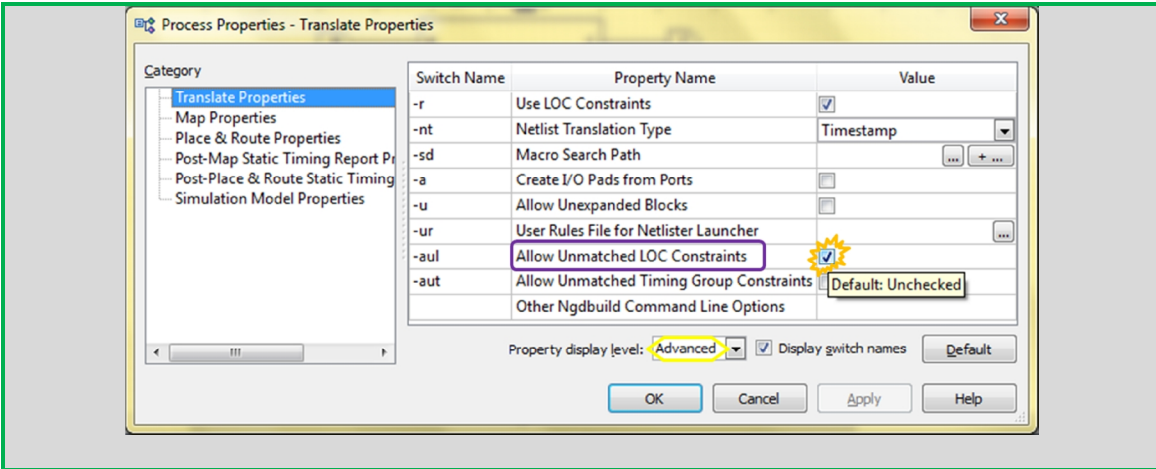 Process Properties - Translate Properties
Category
Translate Properties
Map Properties
Place & Route Properties
Post-Map Static Timing Report Pr
Post-Place & Route Static Timing
Simulation Model Properties
Switch Name Property Name Value
-r Use LOC Constraints
-nt Netlist Translation Type Timestamp
-sd Macro Search Path ... + ...
-a Create I/O Pads from Ports
-u Allow Unexpanded Blocks
-ur User Rules File for Netlister Launcher ...
-aul Allow Unmatched LOC Constraints
-aut Allow Unmatched Timing Group Constraints
Default: Unchecked
Other Ngdbuild Command Line Options
Property display level: Advanced Display switch names Default
OK Cancel Apply Help